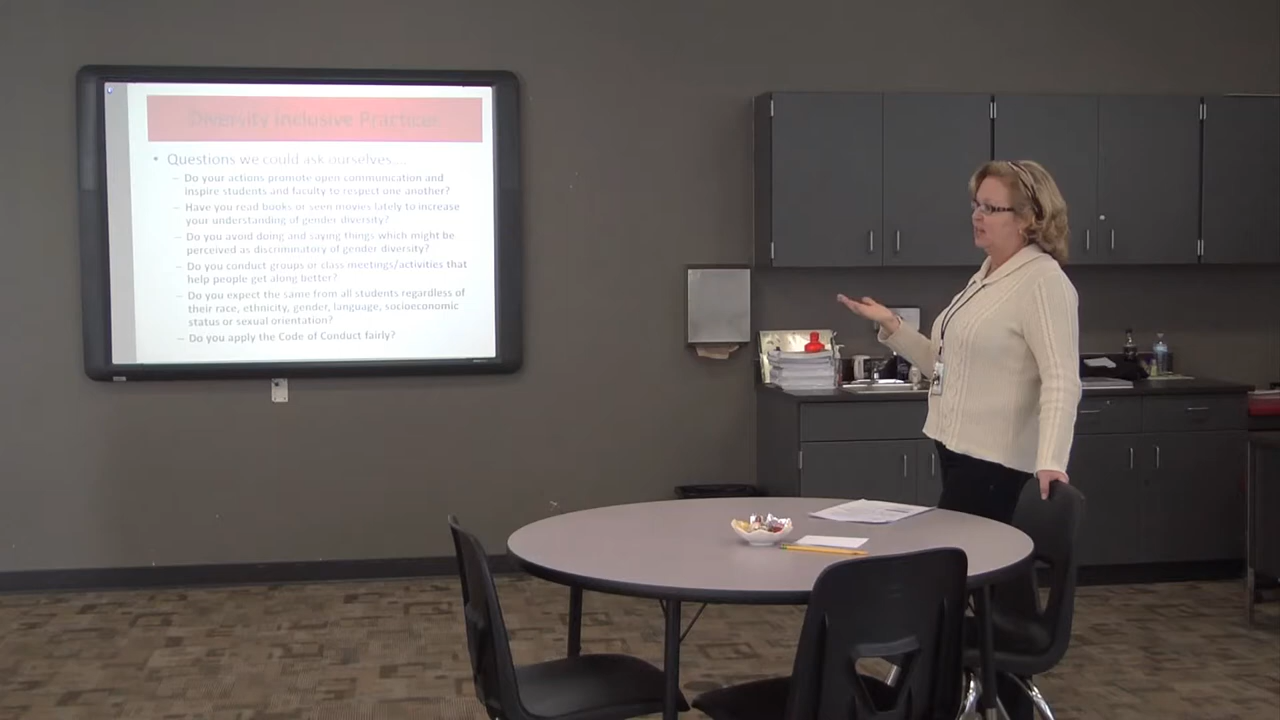 Diversity Inclusive Practices
• Questions we could ask ourselves….
– Do your actions promote open communication and
inspire students and faculty to respect one another?
– Have you read books or seen movies lately to increase
your understanding of gender diversity?
– Do you avoid doing and saying things which might be
perceived as discriminatory of gender diversity?
– Do you conduct groups or class meetings/activities that
help people get along better?
– Do you expect the same from all students regardless of
their race, ethnicity, gender, language, socioeconomic
status or sexual orientation?
– Do you apply the Code of Conduct fairly?